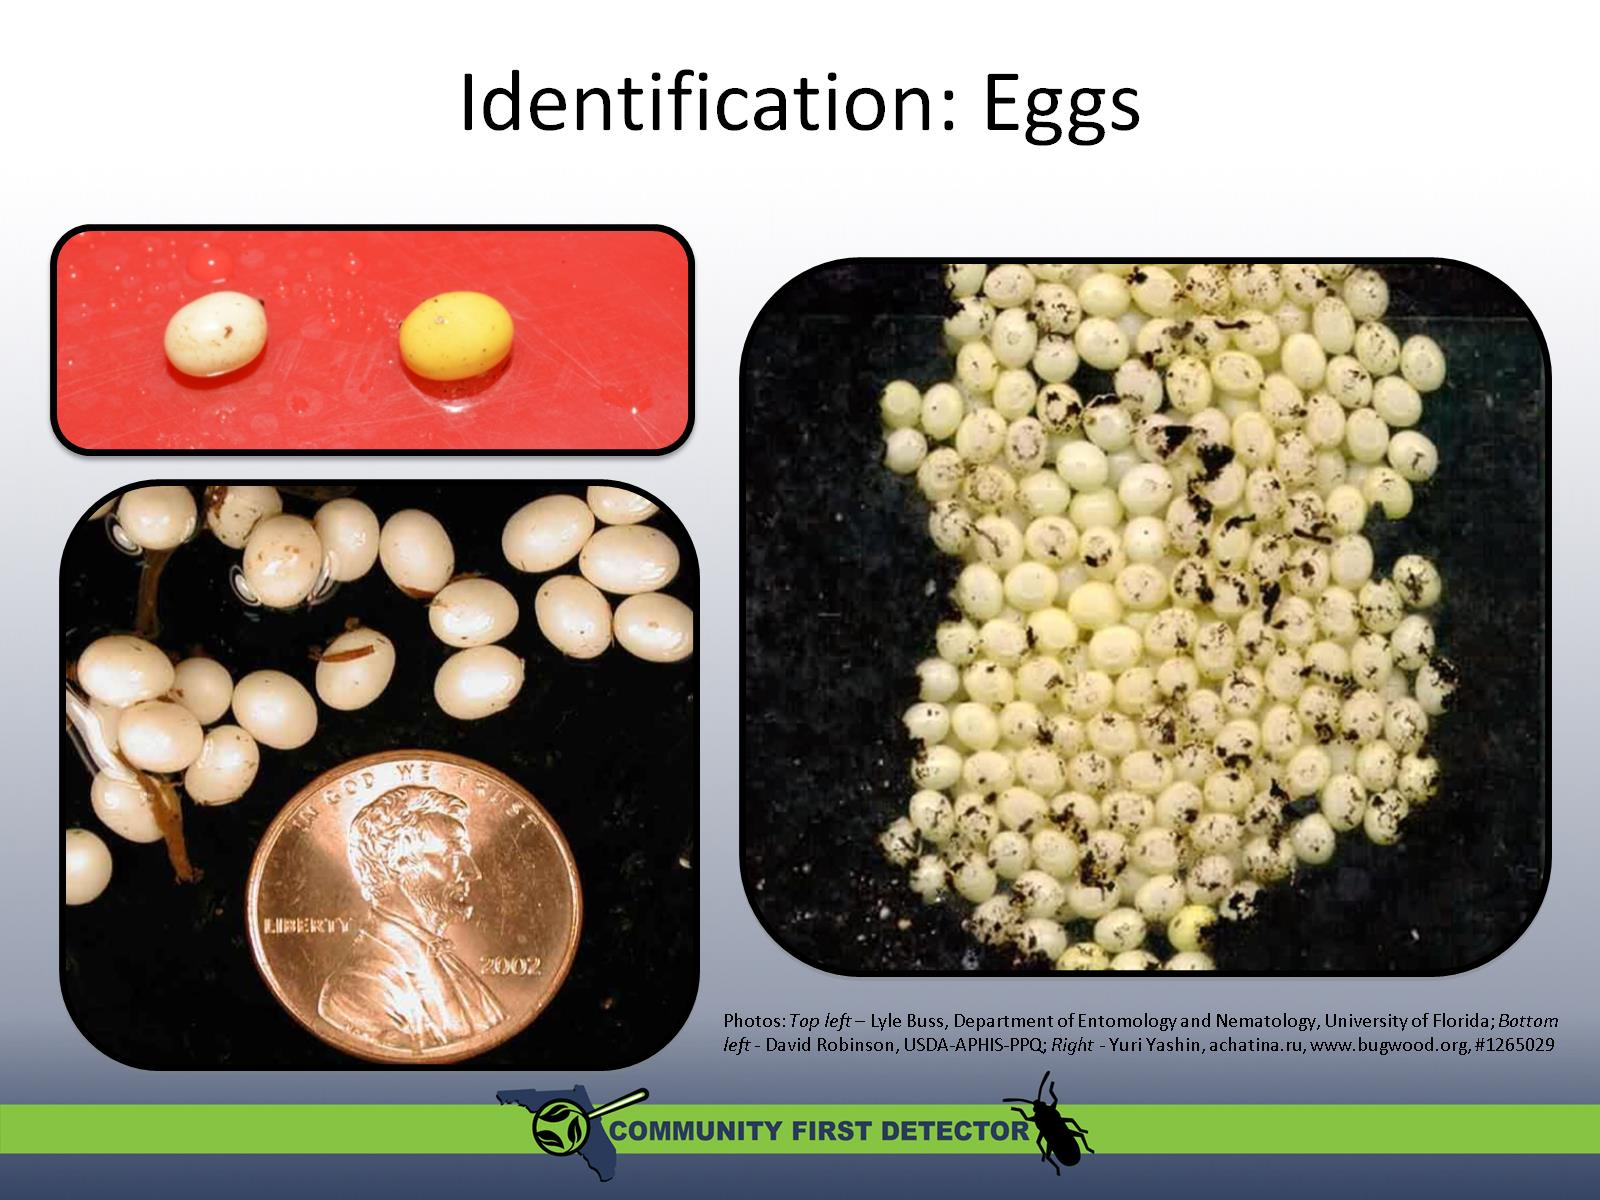 Identification: Eggs
IN GOD WE TRUST
LIBERTY
2002
Photos: Top left – Lyle Buss, Department of Entomology and Nematology, University of Florida; Bottom
left - David Robinson, USDA-APHIS-PPQ; Right - Yuri Yashin, achatina.ru, www.bugwood.org, #1265029
COMMUNITY FIRST DETECTOR